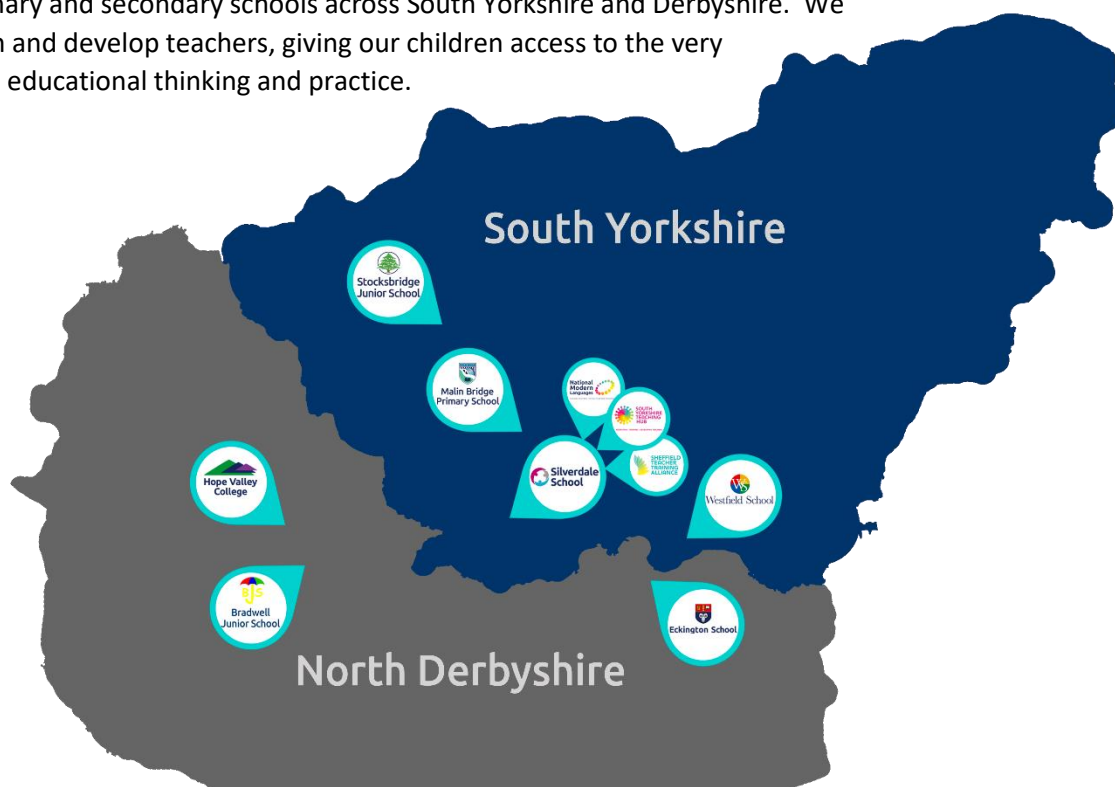 nary and secondary schools across South Yorkshire and Derbyshire. We
n and develop teachers, giving our children access to the very
educational thinking and practice.
South Yorkshire
Stocksbridge
Junior School
Malin Bridge
Primary School
National
Modern
Languages
SOUTH
YORKSHIRE
TEACHING
HUB
Silverdale
School
SHEFFIELD
TEACHER
TRAINING
ALLIANCE
Westfield School
Hope Valley
College
BJS
Bradwell
Junior School
Eckington School
North Derbyshire